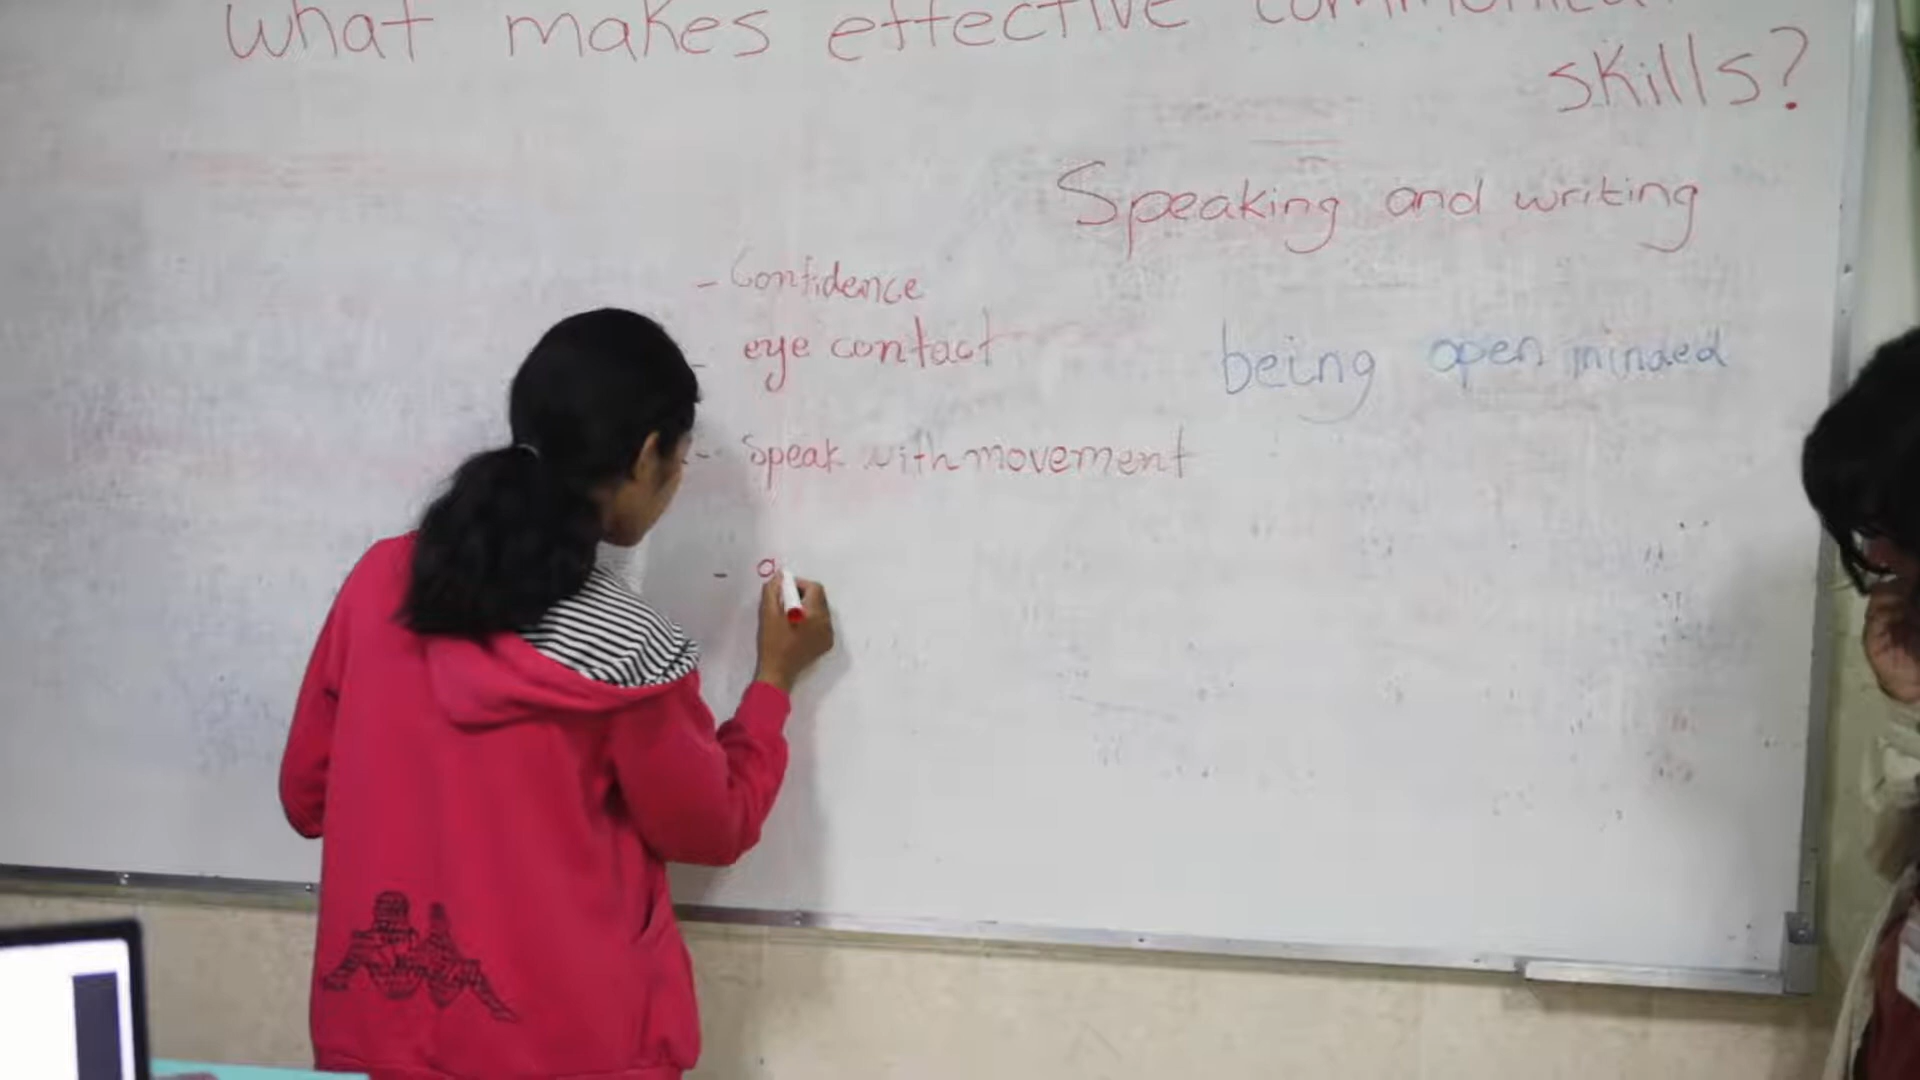 What makes effective
skills?
Speaking and writing
- Confidence
- eye contact
being open minded
- Speak with movement
- a